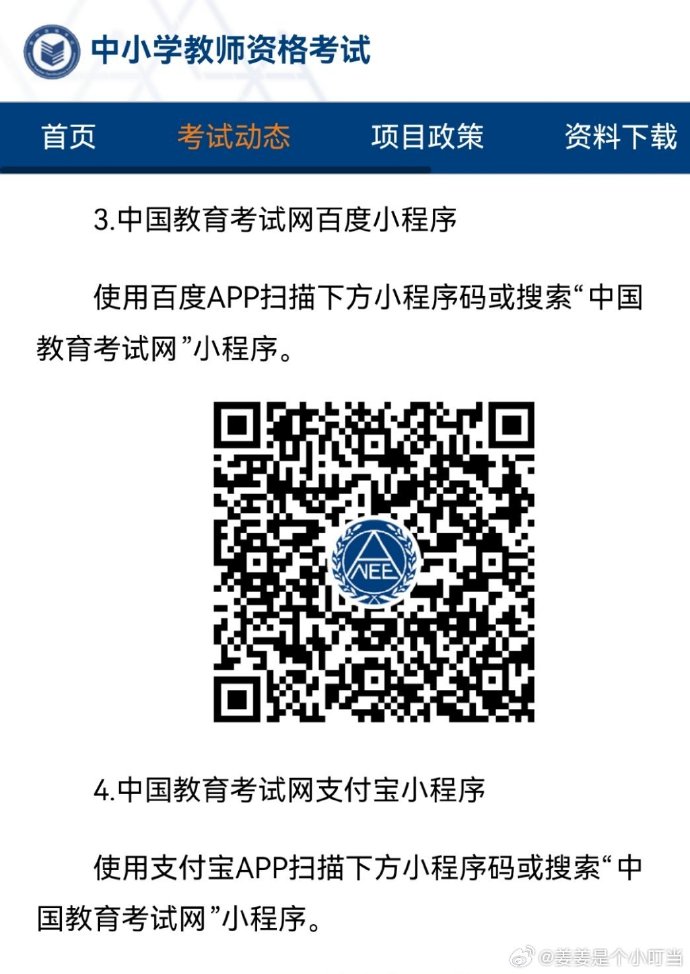 中小学教师资格考试
首页 考试动态 项目政策 资料下载
3.中国教育考试网百度小程序
使用百度APP扫描下方小程序码或搜索“中国
教育考试网”小程序。
NEEA
4.中国教育考试网支付宝小程序
使用支付宝APP扫描下方小程序码或搜索“中
国教育考试网”小程序。
@姜姜是个小叮当